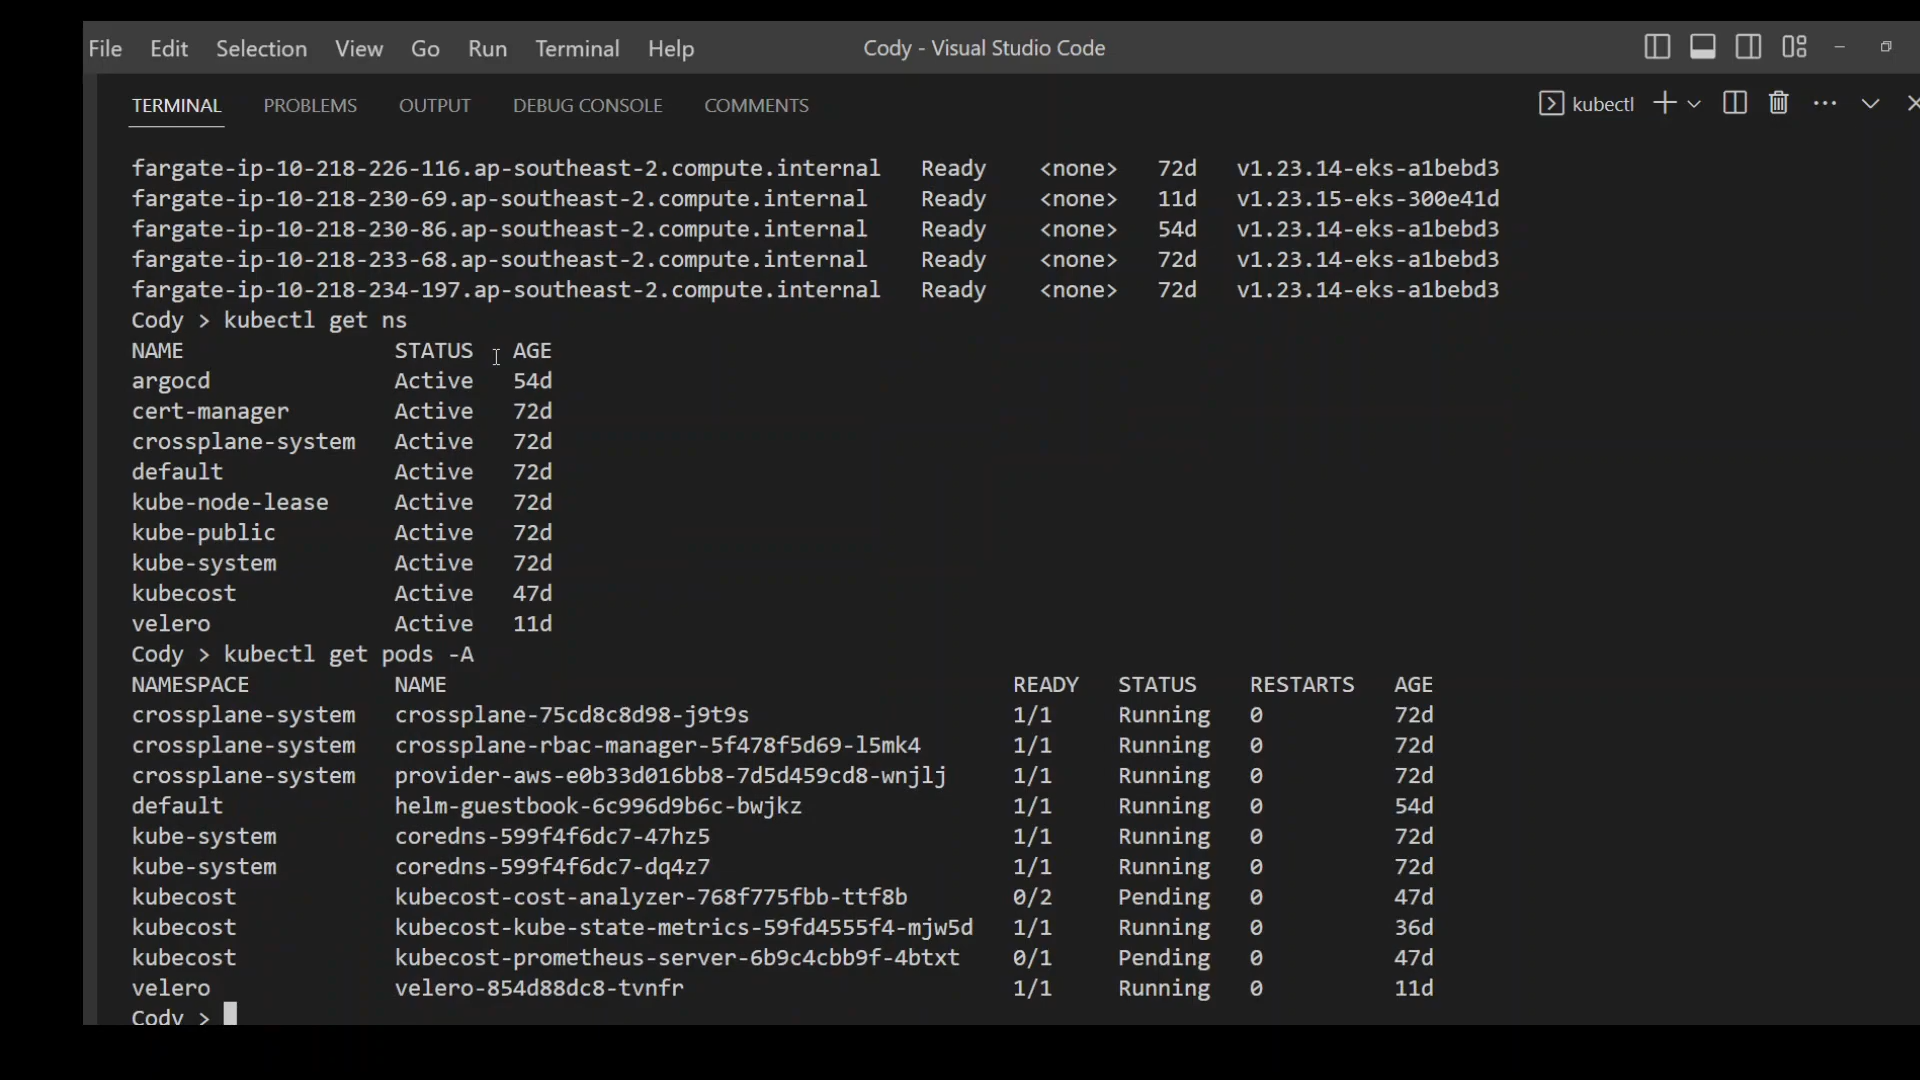 File Edit Selection View Go Run Terminal Help Cody - Visual Studio Code
TERMINAL PROBLEMS OUTPUT DEBUG CONSOLE COMMENTS kubectl
fargate-ip-10-218-226-116.ap-southeast-2.compute.internal Ready <none> 72d v1.23.14-eks-a1bebd3
fargate-ip-10-218-230-69.ap-southeast-2.compute.internal Ready <none> 11d v1.23.15-eks-300e41d
fargate-ip-10-218-230-86.ap-southeast-2.compute.internal Ready <none> 54d v1.23.14-eks-a1bebd3
fargate-ip-10-218-233-68.ap-southeast-2.compute.internal Ready <none> 72d v1.23.14-eks-a1bebd3
fargate-ip-10-218-234-197.ap-southeast-2.compute.internal Ready <none> 72d v1.23.14-eks-a1bebd3
Cody > kubectl get ns
NAME STATUS AGE
argocd Active 54d
cert-manager Active 72d
crossplane-system Active 72d
default Active 72d
kube-node-lease Active 72d
kube-public Active 72d
kube-system Active 72d
kubecost Active 47d
velero Active 11d
Cody > kubectl get pods -A
NAMESPACE NAME READY STATUS RESTARTS AGE
crossplane-system crossplane-75cd8c8d98-j9t9s 1/1 Running 0 72d
crossplane-system crossplane-rbac-manager-5f478f5d69-l5mk4 1/1 Running 0 72d
crossplane-system provider-aws-e0b33d016bb8-7d5d459cd8-wnjlj 1/1 Running 0 72d
default helm-guestbook-6c996d9b6c-bwjkz 1/1 Running 0 54d
kube-system coredns-599f4f6dc7-47hz5 1/1 Running 0 72d
kube-system coredns-599f4f6dc7-dq4z7 1/1 Running 0 72d
kubecost kubecost-cost-analyzer-768f775fbb-ttf8b 0/2 Pending 0 47d
kubecost kubecost-kube-state-metrics-59fd4555f4-mjw5d 1/1 Running 0 36d
kubecost kubecost-prometheus-server-6b9c4cbb9f-4btxt 0/1 Pending 0 47d
velero velero-854d88dc8-tvnfr 1/1 Running 0 11d
Cody >